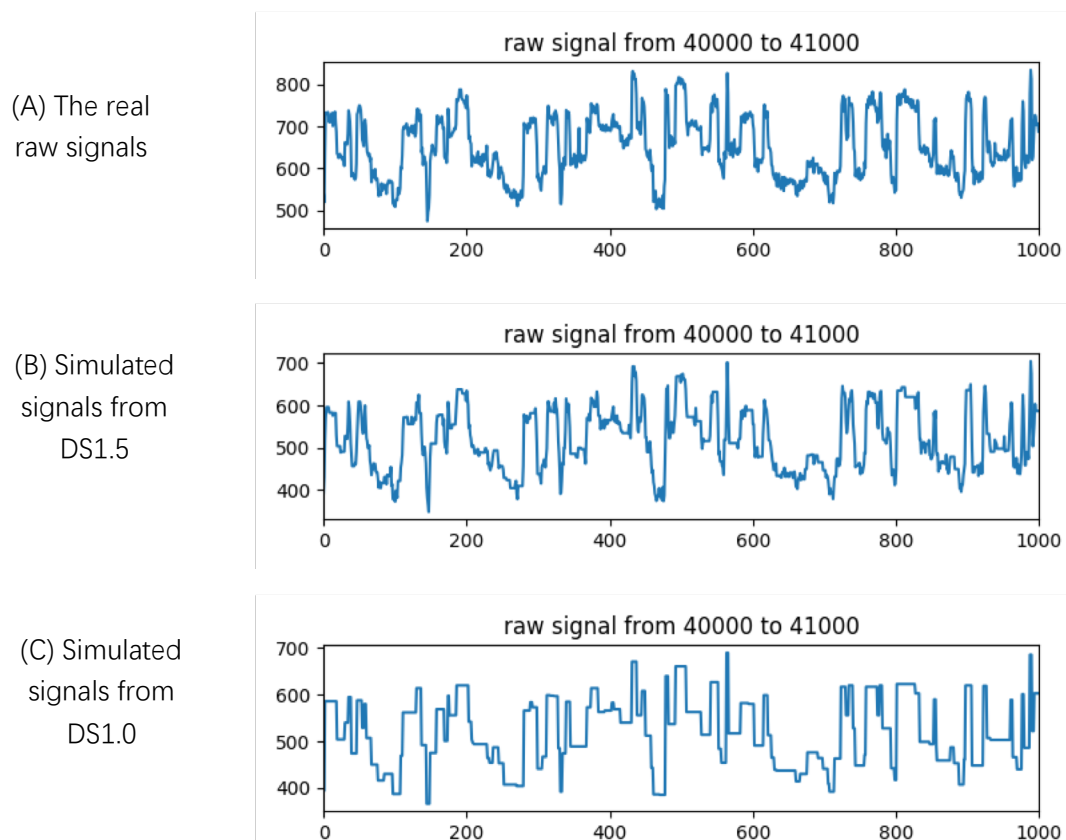 (A) The real
raw signals
raw signal from 40000 to 41000
800
700
600
500
0 200 400 600 800 1000
(B) Simulated
signals from
DS1.5
raw signal from 40000 to 41000
700
600
500
400
0 200 400 600 800 1000
(C) Simulated
signals from
DS1.0
raw signal from 40000 to 41000
700
600
500
400
0 200 400 600 800 1000